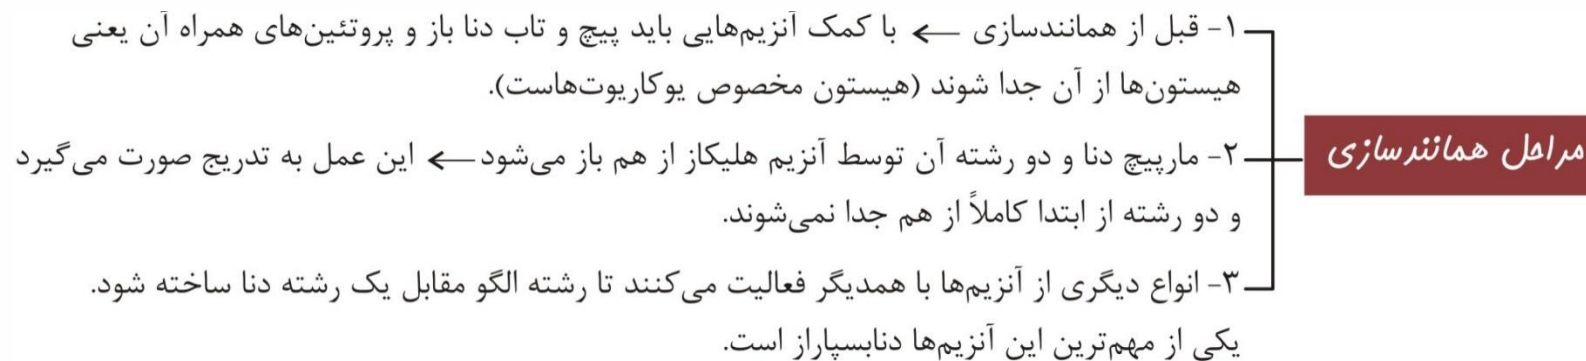 مراحل همانندسازی
۱- قبل از همانندسازی ← با کمک آنزیم‌هایی باید پیچ و تاب دنا باز و پروتئین‌های همراه آن یعنی
هیستون‌ها از آن جدا شوند (هیستون مخصوص یوکاریوت‌هاست).
۲- مارپیچ دنا و دو رشته آن توسط آنزیم هلیکاز از هم باز می‌شود ← این عمل به تدریج صورت می‌گیرد
و دو رشته از ابتدا کاملاً از هم جدا نمی‌شوند.
۳- انواع دیگری از آنزیم‌ها با همدیگر فعالیت می‌کنند تا رشته الگو مقابل یک رشته دنا ساخته شود.
یکی از مهم‌ترین این آنزیم‌ها دنابسپاراز است.